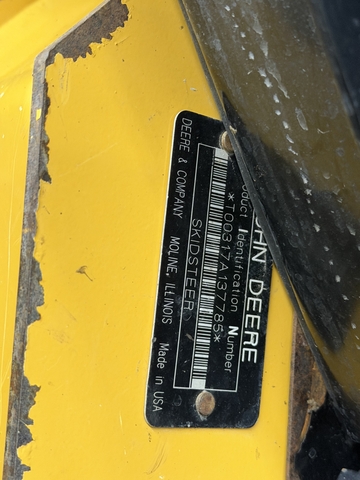 JOHN DEERE
Product Identification Number
*T00317A137785*
SKIDSTEER
DEERE & COMPANY MOLINE, ILLINOIS Made in USA